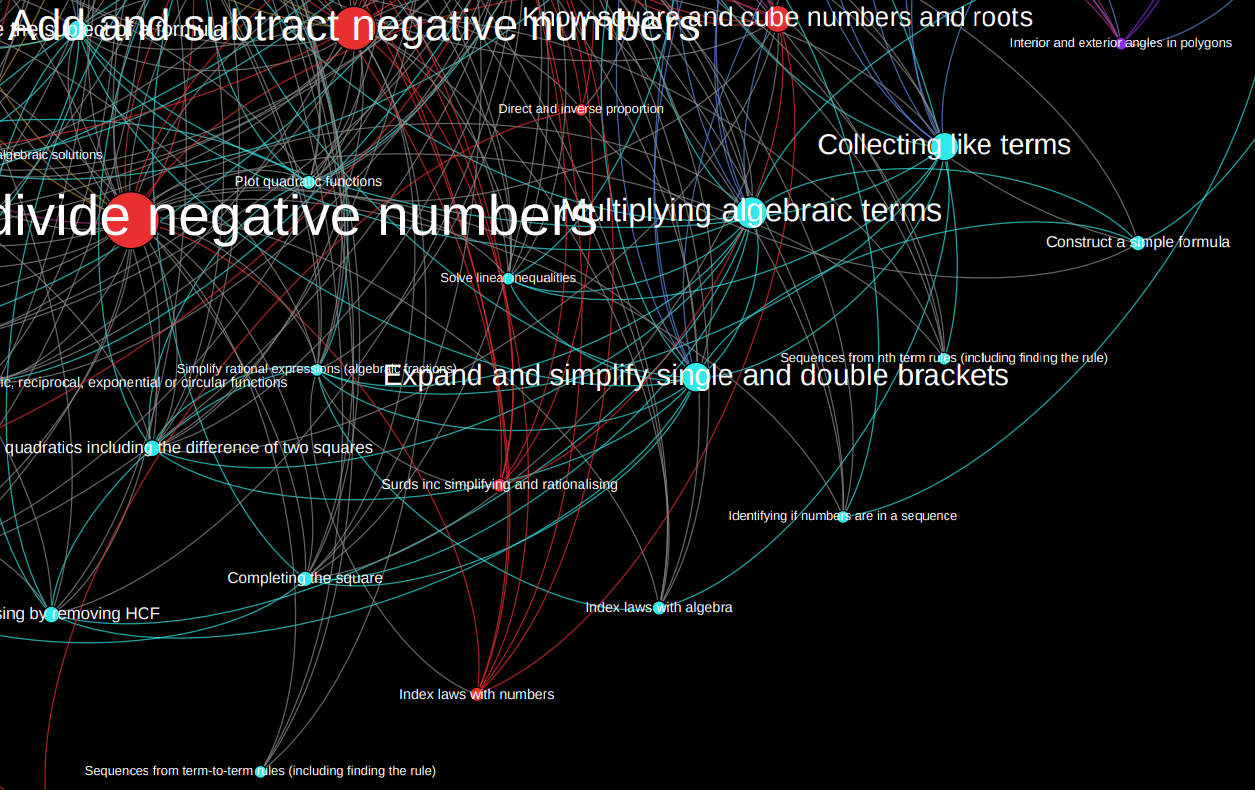 Add and subtract negative numbers
Know square and cube numbers and roots
the subject of a formula
Interior and exterior angles in polygons
Direct and inverse proportion
Collecting like terms
algebraic solutions
Plot quadratic functions
divide negative numbers
Multiplying algebraic terms
Construct a simple formula
Solve linear inequalities
Sequences from nth term rules (including finding the rule)
Simplify rational expressions (algebraic fractions)
Expand and simplify single and double brackets
ic, reciprocal, exponential or circular functions
quadratics including the difference of two squares
Surds inc simplifying and rationalising
Identifying if numbers are in a sequence
Completing the square
Index laws with algebra
sing by removing HCF
Index laws with numbers
Sequences from term-to-term rules (including finding the rule)